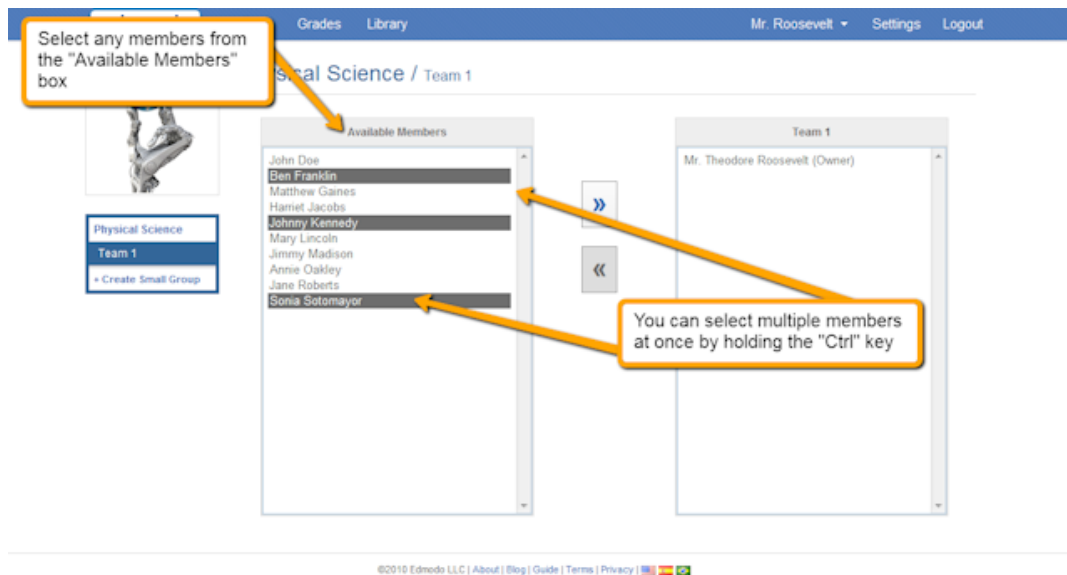 Grades Library Mr. Roosevelt Settings Logout
Select any members from
the "Available Members"
box
Science / Team 1
Available Members
John Doe
Ben Franklin
Matthew Gaines
Harriet Jacobs
Johnny Kennedy
Mary Lincoln
Jimmy Madison
Annie Oakley
Jane Roberts
Sonia Sotomayor
»
«
Team 1
Mr. Theodore Roosevelt (Owner)
Physical Science
Team 1
+ Create Small Group
You can select multiple members
at once by holding the "Ctrl" key
©2010 Edmodo LLC | About | Blog | Guide | Terms | Privacy |